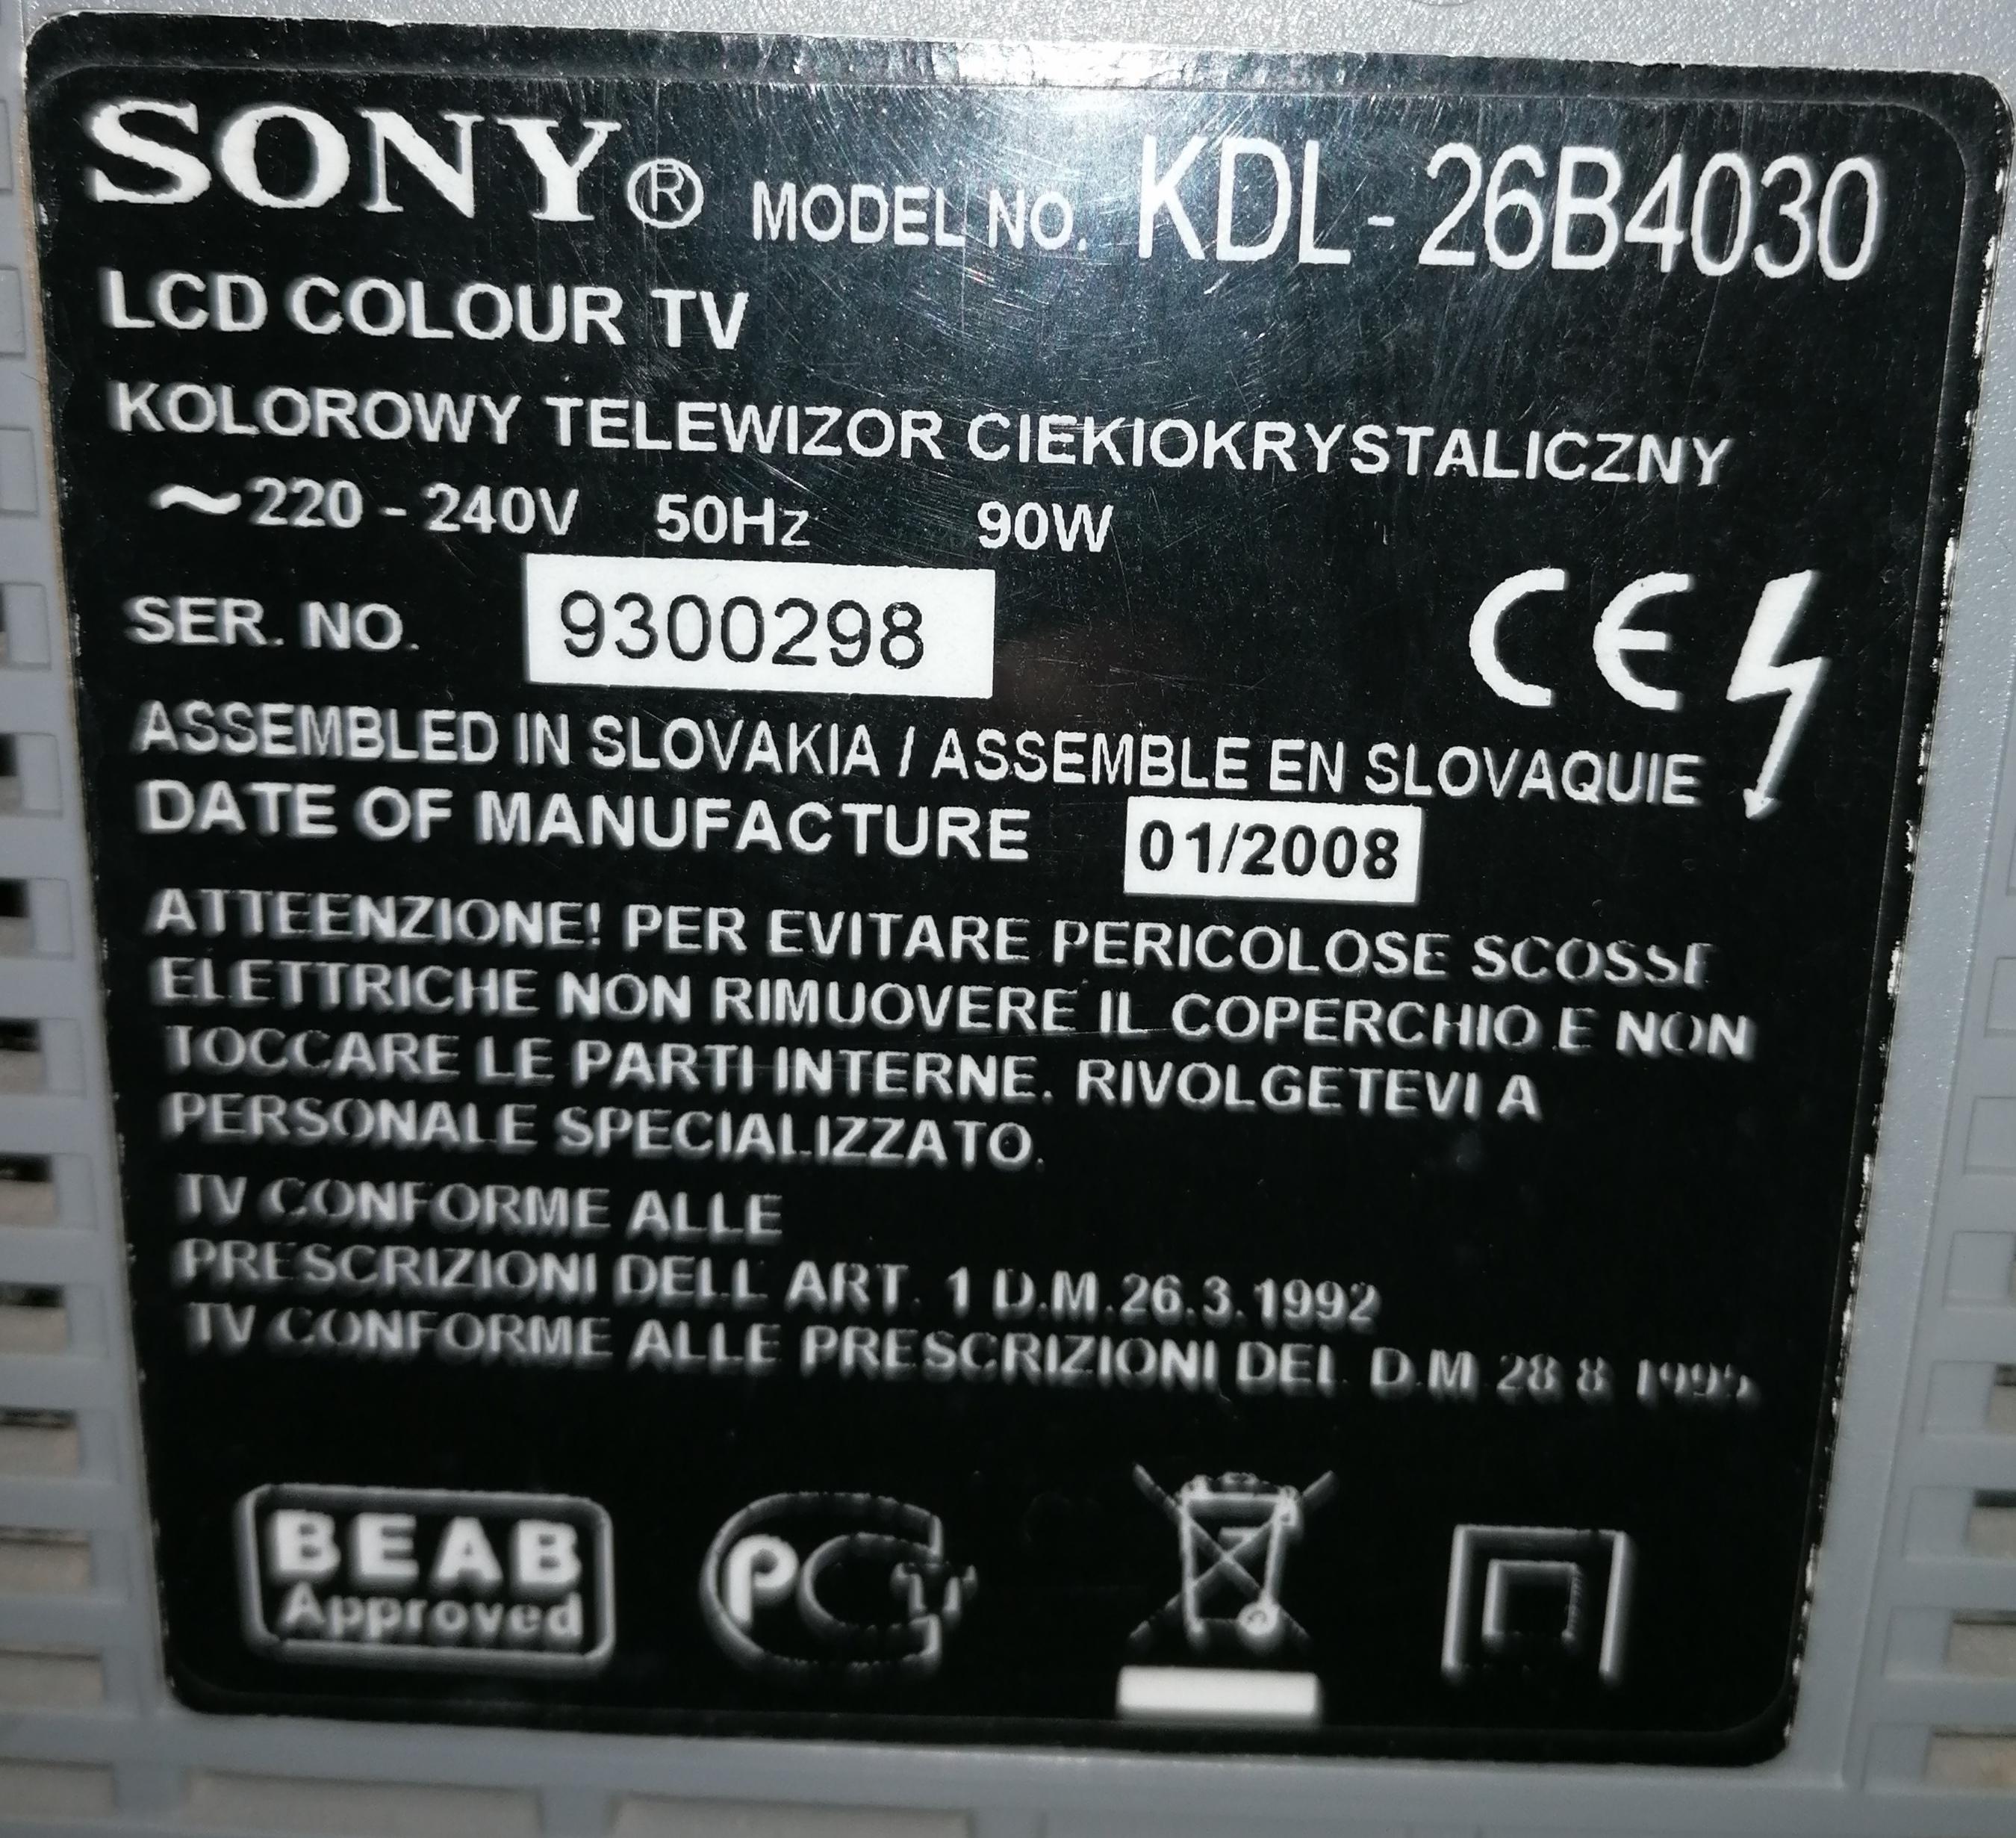 SONY® MODEL NO. KDL-26B4030
LCD COLOUR TV
KOLOROWY TELEWIZOR CIEKIOKRYSTALICZNY
~220 - 240V 50Hz 90W
SER. NO. 9300298
CE
ASSEMBLED IN SLOVAKIA / ASSEMBLE EN SLOVAQUIE
DATE OF MANUFACTURE 01/2008
ATTEENZIONE! PER EVITARE PERICOLOSE SCOSSE
ELETTRICHE NON RIMUOVERE IL COPERCHIO E NON
TOCCARE LE PARTI INTERNE. RIVOLGETEVI A
PERSONALE SPECIALIZZATO.
TV CONFORME ALLE
PRESCRIZIONI DELL ART. 1 D.M.26.3.1992
TV CONFORME ALLE PRESCRIZIONI DEL D.M 28 8 1995
BEAB
Approved